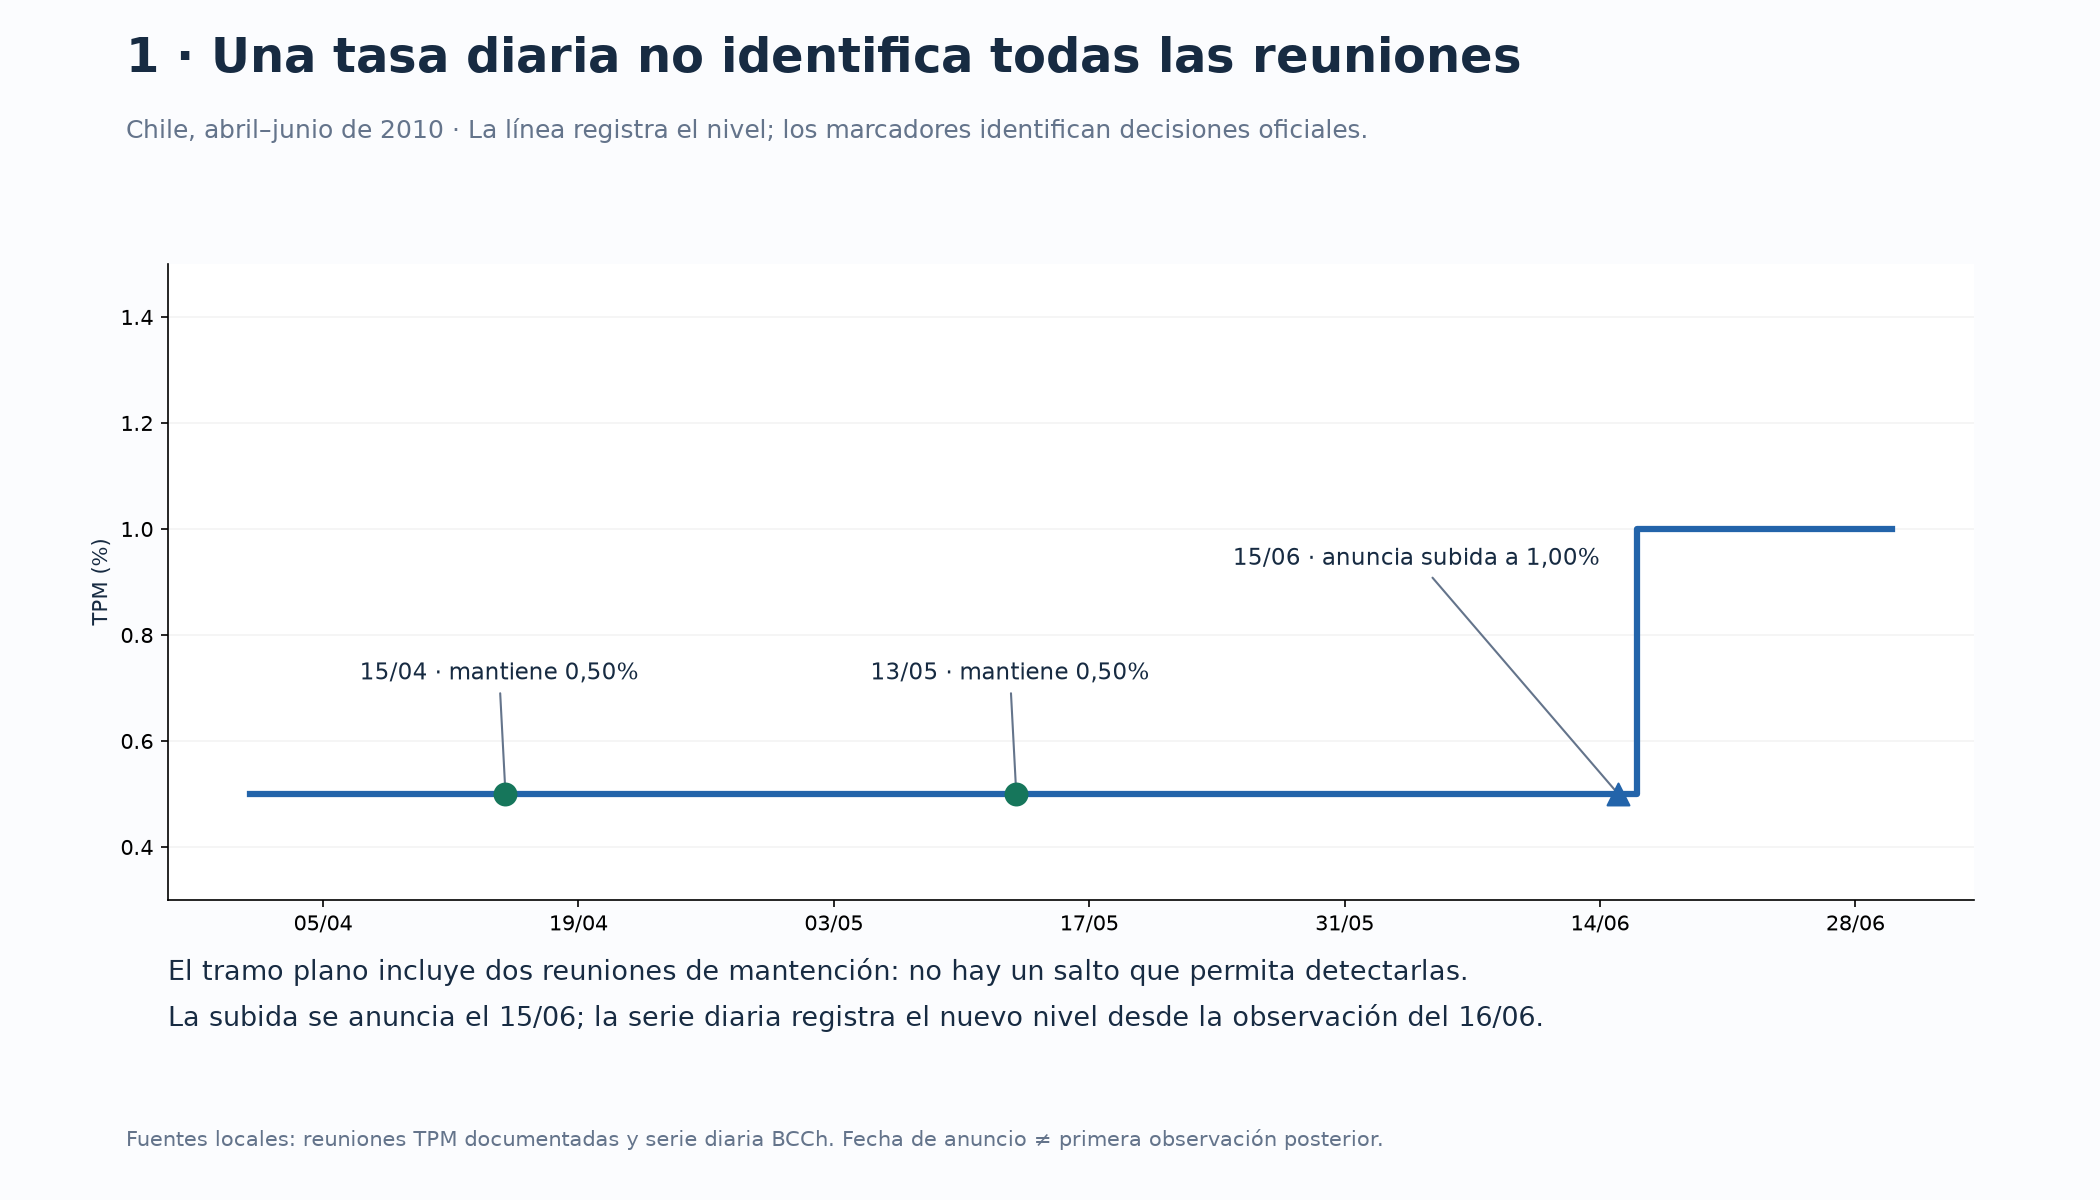 1 · Una tasa diaria no identifica todas las reuniones
Chile, abril–junio de 2010 · La línea registra el nivel; los marcadores identifican decisiones oficiales.
TPM (%)
1.4
1.2
1.0
0.8
0.6
0.4
15/06 · anuncia subida a 1,00%
15/04 · mantiene 0,50%
13/05 · mantiene 0,50%
05/04
19/04
03/05
17/05
31/05
14/06
28/06
El tramo plano incluye dos reuniones de mantención: no hay un salto que permita detectarlas.
La subida se anuncia el 15/06; la serie diaria registra el nuevo nivel desde la observación del 16/06.
Fuentes locales: reuniones TPM documentadas y serie diaria BCCh. Fecha de anuncio ≠ primera observación posterior.